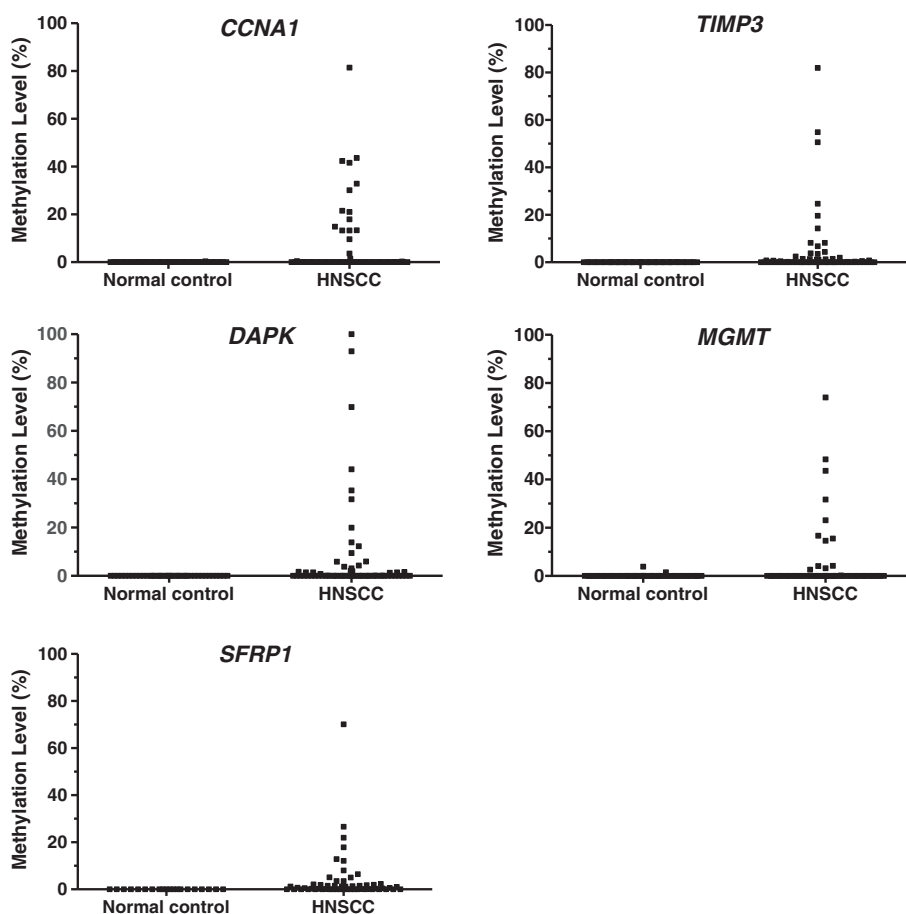 CCNA1
Methylation Level (%)
100
80
60
40
20
0
Normal control HNSCC
TIMP3
Methylation Level (%)
100
80
60
40
20
0
Normal control HNSCC
DAPK
Methylation Level (%)
100
80
60
40
20
0
Normal control HNSCC
MGMT
Methylation Level (%)
100
80
60
40
20
0
Normal control HNSCC
SFRP1
Methylation Level (%)
100
80
60
40
20
0
Normal control HNSCC